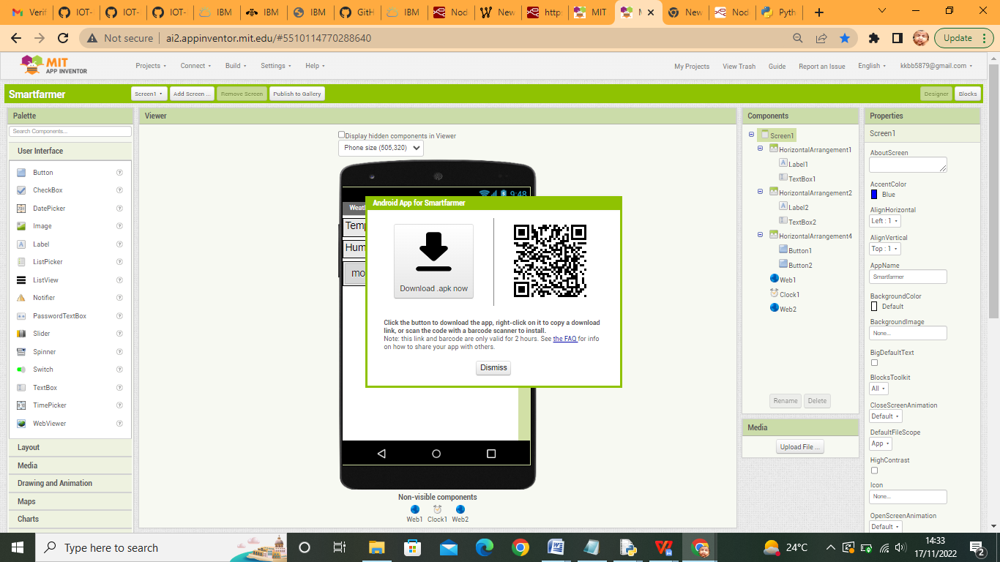 Verif
IOT-
IOT-
IOT-
IBM
IBM
IBM
GitH
IBM
Nod
New
http
MIT
M
New
Nod
Pyth
Not secure
ai2.appinventor.mit.edu/#5510114770288640
Update
MIT
APP INVENTOR
Projects
Connect
Build
Settings
Help
My Projects
View Trash
Guide
Report an Issue
English
kkbb5879@gmail.com
Smartfarmer
Screen1
Add Screen ...
Remove Screen
Publish to Gallery
Designer
Blocks
Palette
Search Components...
User Interface
Button
CheckBox
DatePicker
Image
Label
ListPicker
ListView
Notifier
PasswordTextBox
Slider
Spinner
Switch
TextBox
TimePicker
WebViewer
Layout
Media
Drawing and Animation
Maps
Charts
Viewer
Display hidden components in Viewer
Phone size (505,320)
9:48
Weath
Temp
Hum
mo
Android App for Smartfarmer
Download .apk now
Click the button to download the app, right-click on it to copy a download
link, or scan the code with a barcode scanner to install.
Note: this link and barcode are only valid for 2 hours. See the FAQ for info
on how to share your app with others.
Dismiss
Non-visible components
Web1
Clock1
Web2
Components
Screen1
HorizontalArrangement1
Label1
TextBox1
HorizontalArrangement2
Label2
TextBox2
HorizontalArrangement4
Button1
Button2
Web1
Clock1
Web2
Rename
Delete
Media
Upload File ...
Properties
Screen1
AboutScreen
AccentColor
Blue
AlignHorizontal
Left : 1
AlignVertical
Top : 1
AppName
Smartfarmer
BackgroundColor
Default
BackgroundImage
None...
BigDefaultText
BlocksToolkit
All
CloseScreenAnimation
Default
DefaultFileScope
App
HighContrast
Icon
None...
OpenScreenAnimation
Default
Type here to search
24°C
14:33
17/11/2022
2